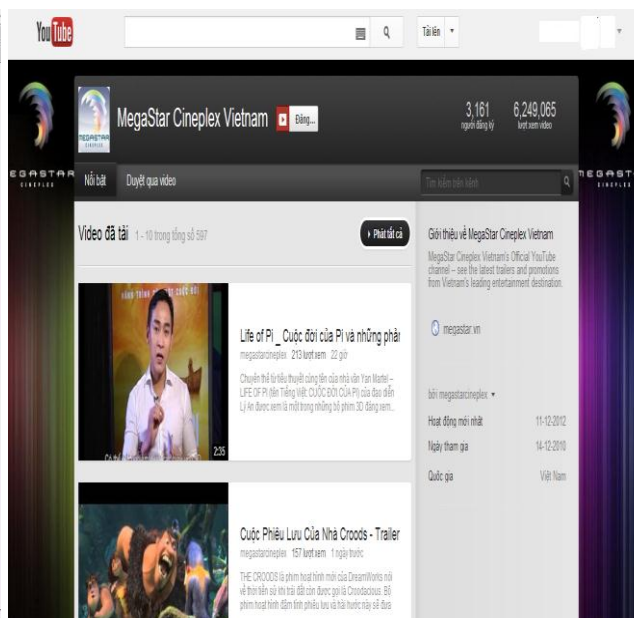 YouTube
Tải lên
MEGASTAR
CINEPLEX
MegaStar Cineplex Vietnam
Đăng...
3,161
người đăng ký
6,249,065
lượt xem video
EGASTAR
CINEPLEX
MEGAST
CINEPLEX
Nổi bật
Duyệt qua video
Tìm kiếm trên kênh
Video đã tải 1 - 10 trong tổng số 597
Phát tất cả
Life of Pi _ Cuộc đời của Pi và những phần
megastarcineplex 213 lượt xem 22 giờ
Chuyển thể từ tiểu thuyết cùng tên của nhà văn Yan Martel –
LIFE OF PI (tên Tiếng Việt: CUỘC ĐỜI CỦA PI) của đạo diễn
Lý An được xem là một trong những bộ phim 3D đáng xem...
2:35
Cuộc Phiêu Lưu Của Nhà Croods - Trailer
megastarcineplex 157 lượt xem 1 ngày trước
THE CROODS là phim hoạt hình mới của DreamWorks nói
về thời tiền sử khi trái đất còn được gọi là Croodacious. Bộ
phim hoạt hình đậm tính phiêu lưu và hài hước này sẽ đưa
Giới thiệu về MegaStar Cineplex Vietnam
MegaStar Cineplex Vietnam's Official YouTube
channel – see the latest trailers and promotions
from Vietnam's leading entertainment destination.
megastar.vn
bởi megastarcineplex
Hoạt động mới nhất 11-12-2012
Ngày tham gia 14-12-2010
Quốc gia Việt Nam